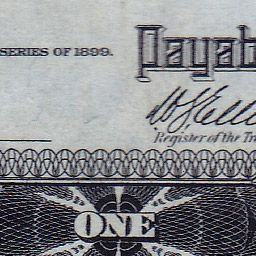 SERIES OF 1899.
Payab
Register of the Tr
ONE